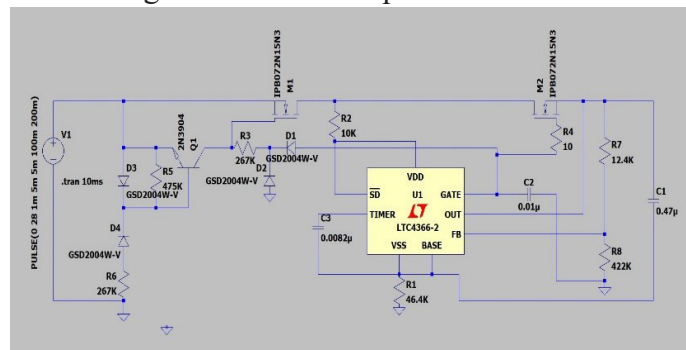 IPB072N15N3
M1
IPB072N15N3
M2
2N3904
Q1
R2
10K
R4
10
R7
12.4K
V1
R3
267K
D1
GSD2004W-V
D3
GSD2004W-V
R5
475K
D2
GSD2004W-V
.tran 10ms
VDD
SD
U1
GATE
TIMER
OUT
LTC4366-2
FB
VSS
BASE
C2
0.01µ
C1
0.47µ
C3
0.0082µ
D4
GSD2004W-V
R6
267K
R1
46.4K
R8
422K
PULSE(0 28 1m 5m 5m 100m 200m)